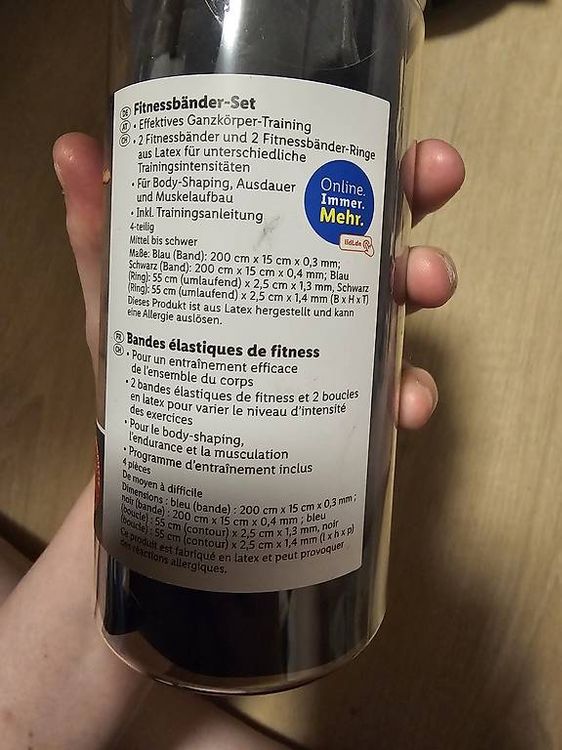 DE
AT
CH
Fitnessbänder-Set
• Effektives Ganzkörper-Training
• 2 Fitnessbänder und 2 Fitnessbänder-Ringe
aus Latex für unterschiedliche
Trainingsintensitäten
• Für Body-Shaping, Ausdauer
und Muskelaufbau
• Inkl. Trainingsanleitung
4-teilig
Mittel bis schwer
Maße: Blau (Band): 200 cm x 15 cm x 0,3 mm;
Schwarz (Band): 200 cm x 15 cm x 0,4 mm; Blau
(Ring): 55 cm (umlaufend) x 2,5 cm x 1,3 mm, Schwarz
(Ring): 55 cm (umlaufend) x 2,5 cm x 1,4 mm (B x H x T)
Dieses Produkt ist aus Latex hergestellt und kann
eine Allergie auslösen.
Online.
Immer.
Mehr.
lidl.de
FR
CH
Bandes élastiques de fitness
• Pour un entraînement efficace
de l'ensemble du corps
• 2 bandes élastiques de fitness et 2 boucles
en latex pour varier le niveau d'intensité
des exercices
• Pour le body-shaping,
l'endurance et la musculation
• Programme d'entraînement inclus
4 pièces
De moyen à difficile
Dimensions : bleu (bande) : 200 cm x 15 cm x 0,3 mm ;
noir (bande) : 200 cm x 15 cm x 0,4 mm ; bleu
(boucle) : 55 cm (contour) x 2,5 cm x 1,3 mm, noir
(boucle) : 55 cm (contour) x 2,5 cm x 1,4 mm (l x h x p)
Ce produit est fabriqué en latex et peut provoquer
des réactions allergiques.